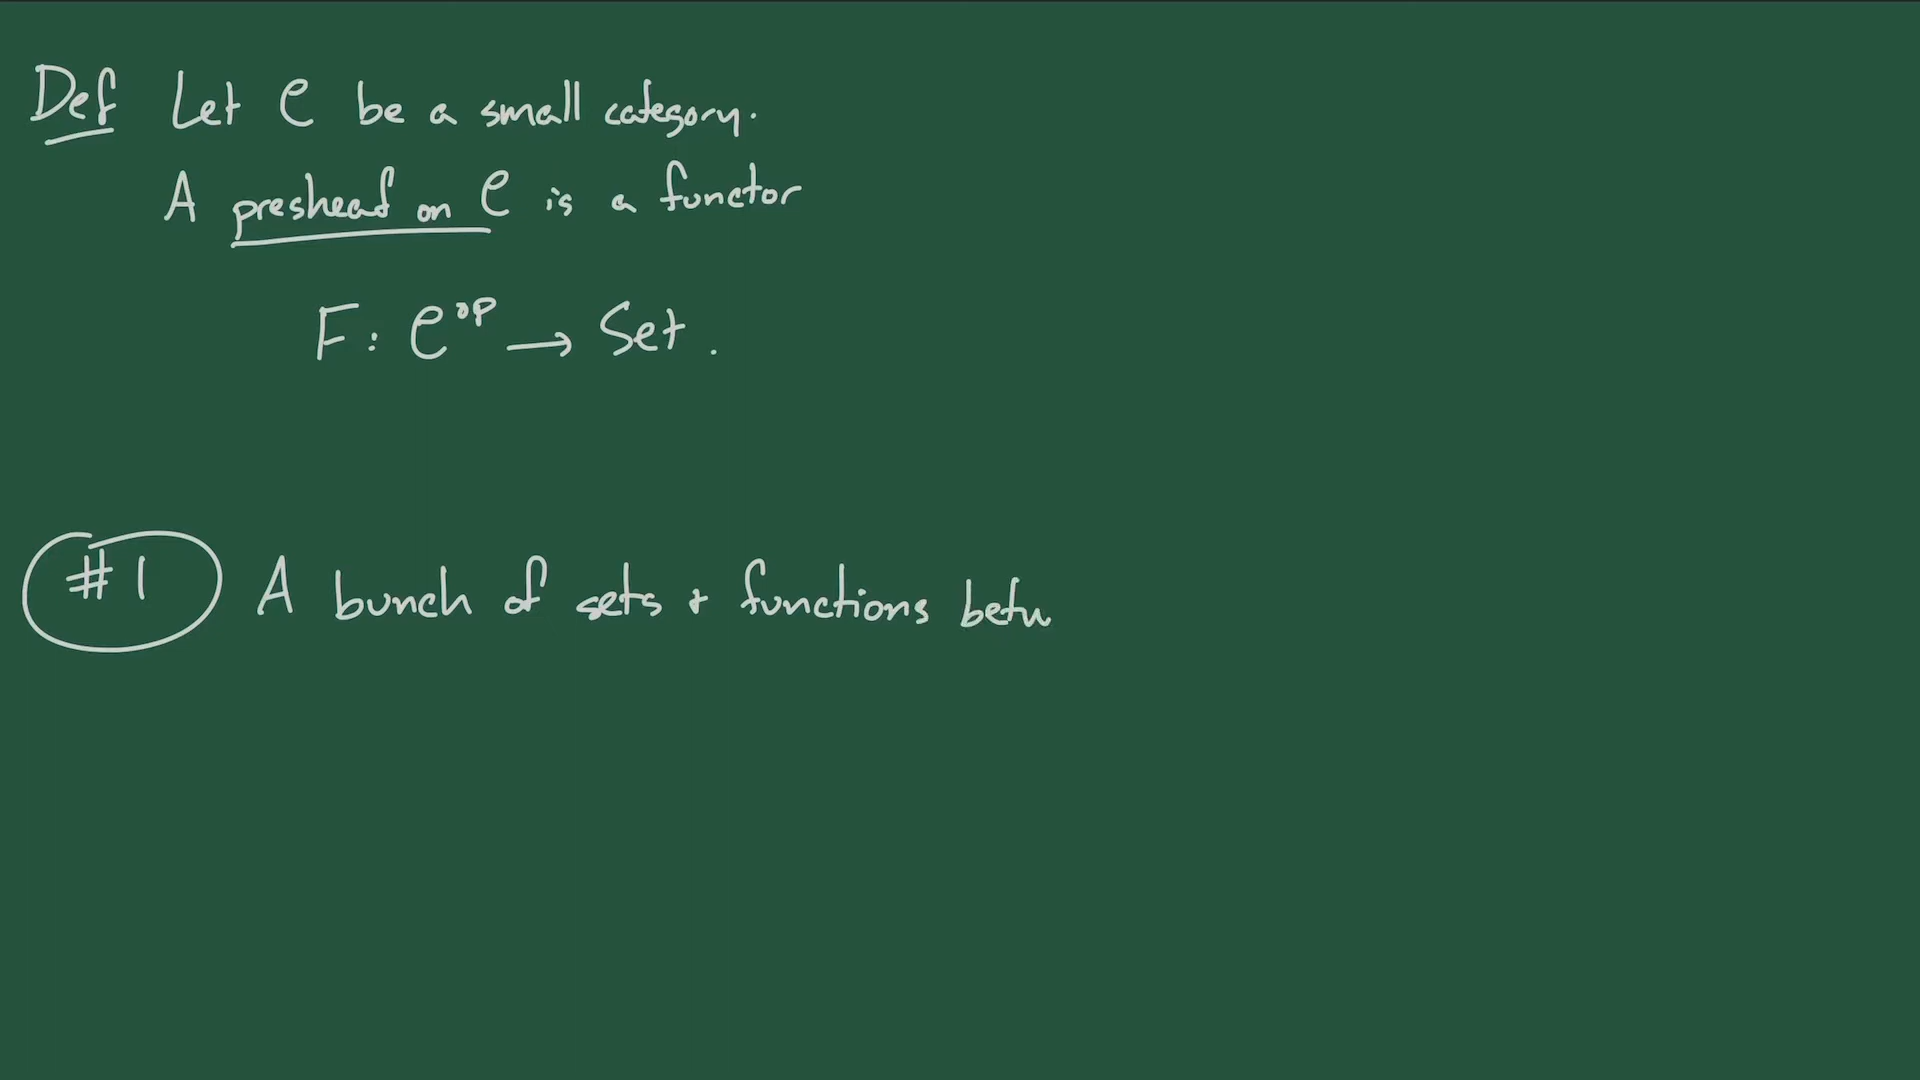 Def Let C be a small category.
A presheaf on C is a functor
F: C^op → Set.
#1 A bunch of sets + functions betw